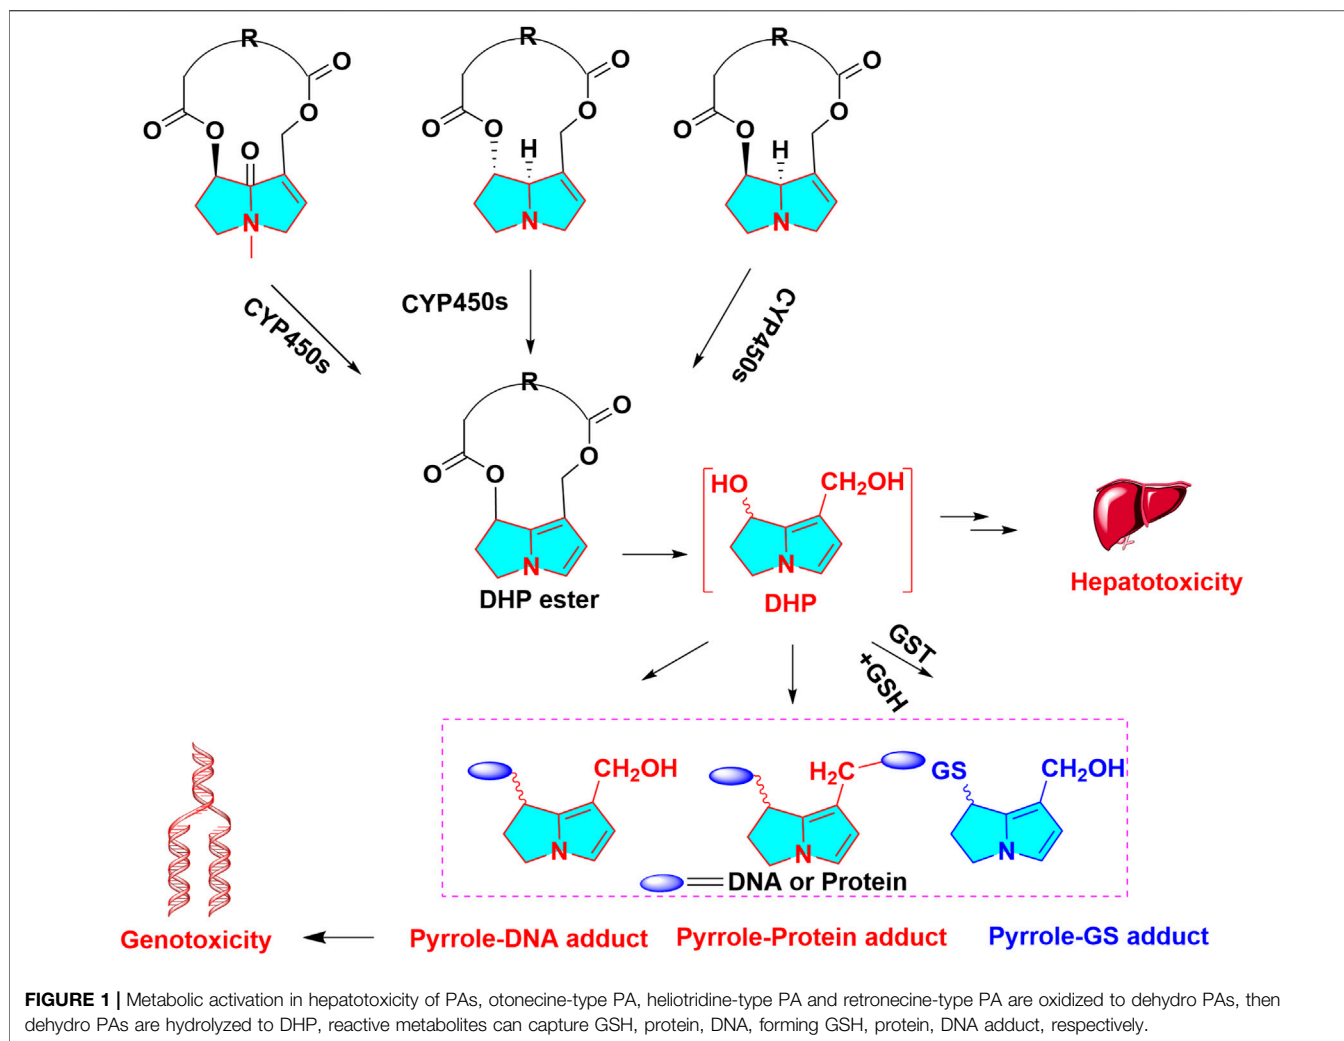 R R R
O O O O O O
O O O O O O
O H H
N N N
CYP450s CYP450s CYP450s
R
O O
O O
N
DHP ester
HO CH₂OH
N
DHP
Hepatotoxicity
GST
+GSH
CH₂OH H₂C GS CH₂OH
N N N
DNA or Protein
Genotoxicity Pyrrole-DNA adduct Pyrrole-Protein adduct Pyrrole-GS adduct
FIGURE 1 | Metabolic activation in hepatotoxicity of PAs, otonecine-type PA, heliotridine-type PA and retronecine-type PA are oxidized to dehydro PAs, then
dehydro PAs are hydrolyzed to DHP, reactive metabolites can capture GSH, protein, DNA, forming GSH, protein, DNA adduct, respectively.